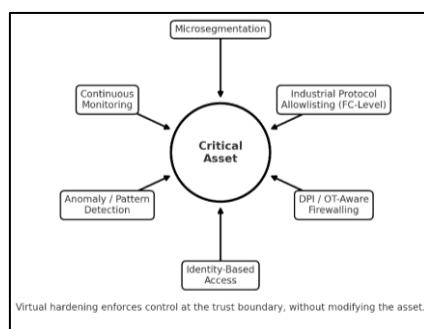 Microsegmentation
Continuous
Monitoring
Industrial Protocol
Allowlisting (FC-Level)
Critical
Asset
Anomaly / Pattern
Detection
DPI / OT-Aware
Firewalling
Identity-Based
Access
Virtual hardening enforces control at the trust boundary, without modifying the asset.